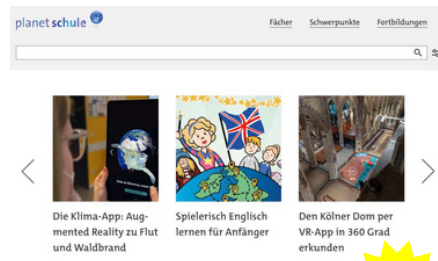 planet schule
Fächer Schwerpunkte Fortbildungen
Die Klima-App: Aug-
mented Reality zu Flut
und Waldbrand
Spielerisch Englisch
lernen für Anfänger
Den Kölner Dom per
VR-App in 360 Grad
erkunden